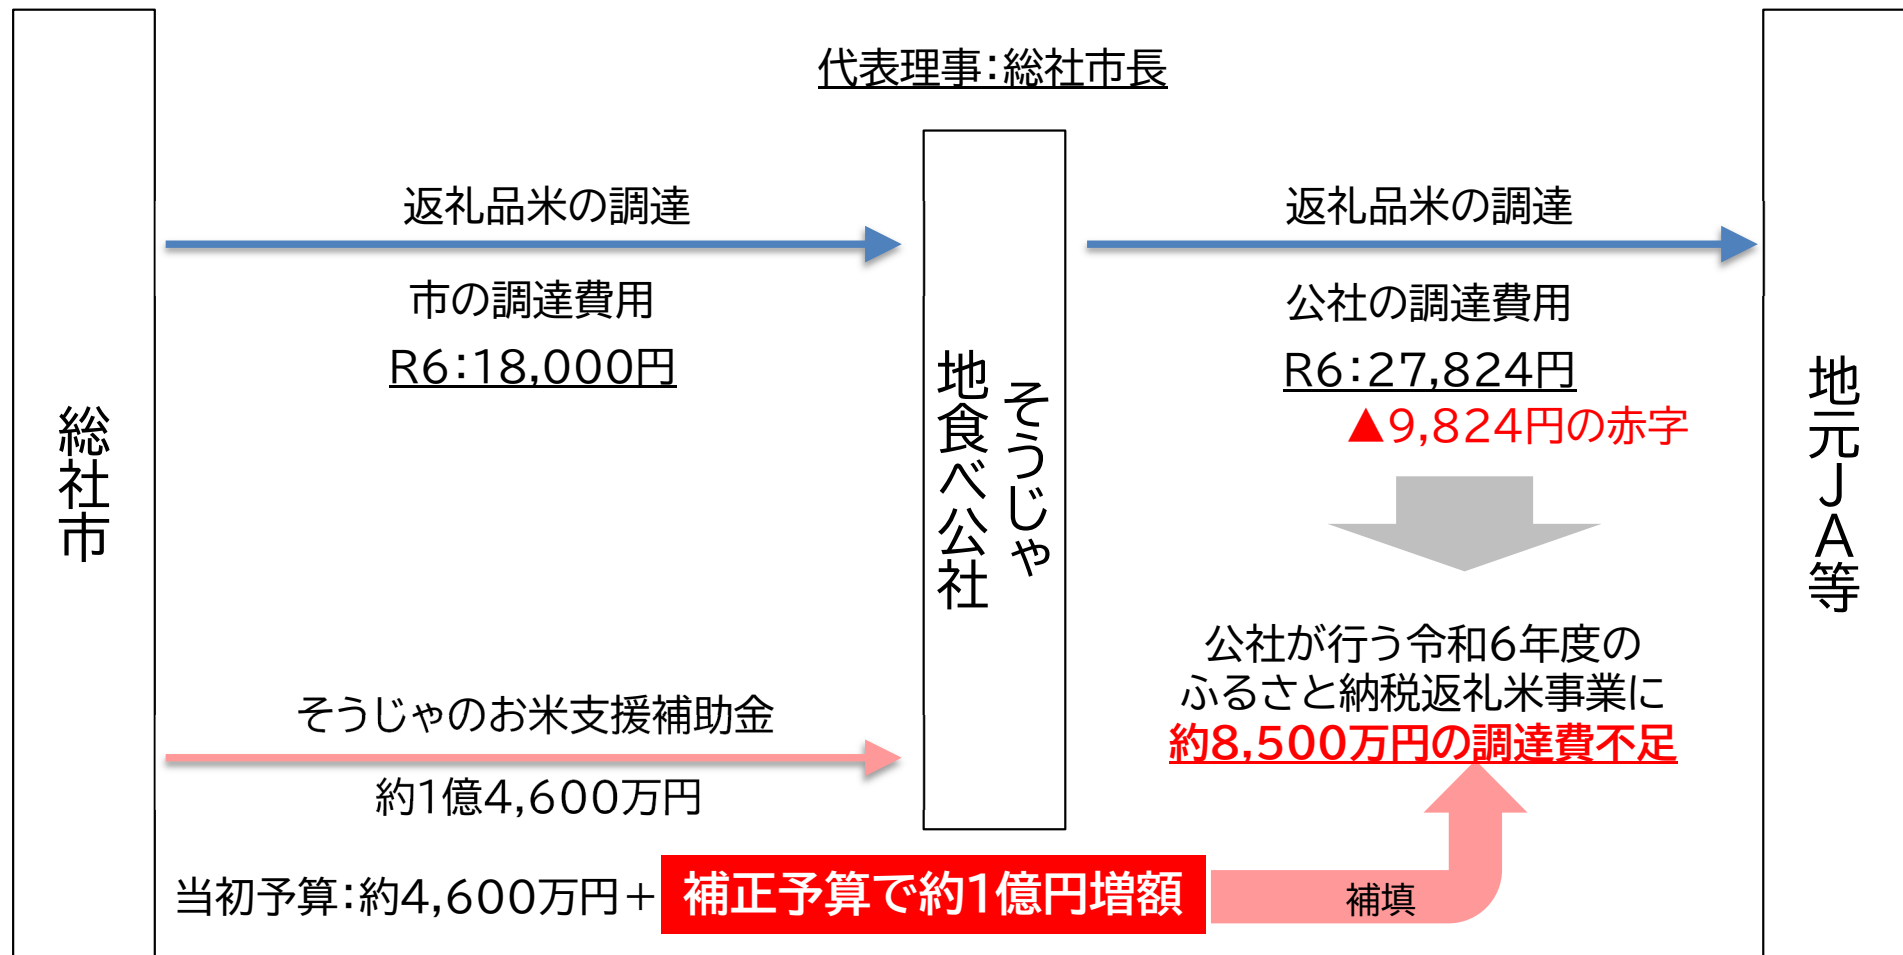 代表理事：総社市長
総社市
返礼品米の調達
市の調達費用
R6：18,000円
そうじゃのお米支援補助金
約1億4,600万円
当初予算：約4,600万円＋
補正予算で約1億円増額
そうじゃ
地食べ公社
返礼品米の調達
公社の調達費用
R6：27,824円
▲9,824円の赤字
公社が行う令和6年度の
ふるさと納税返礼米事業に
約8,500万円の調達費不足
補填
地元JA等